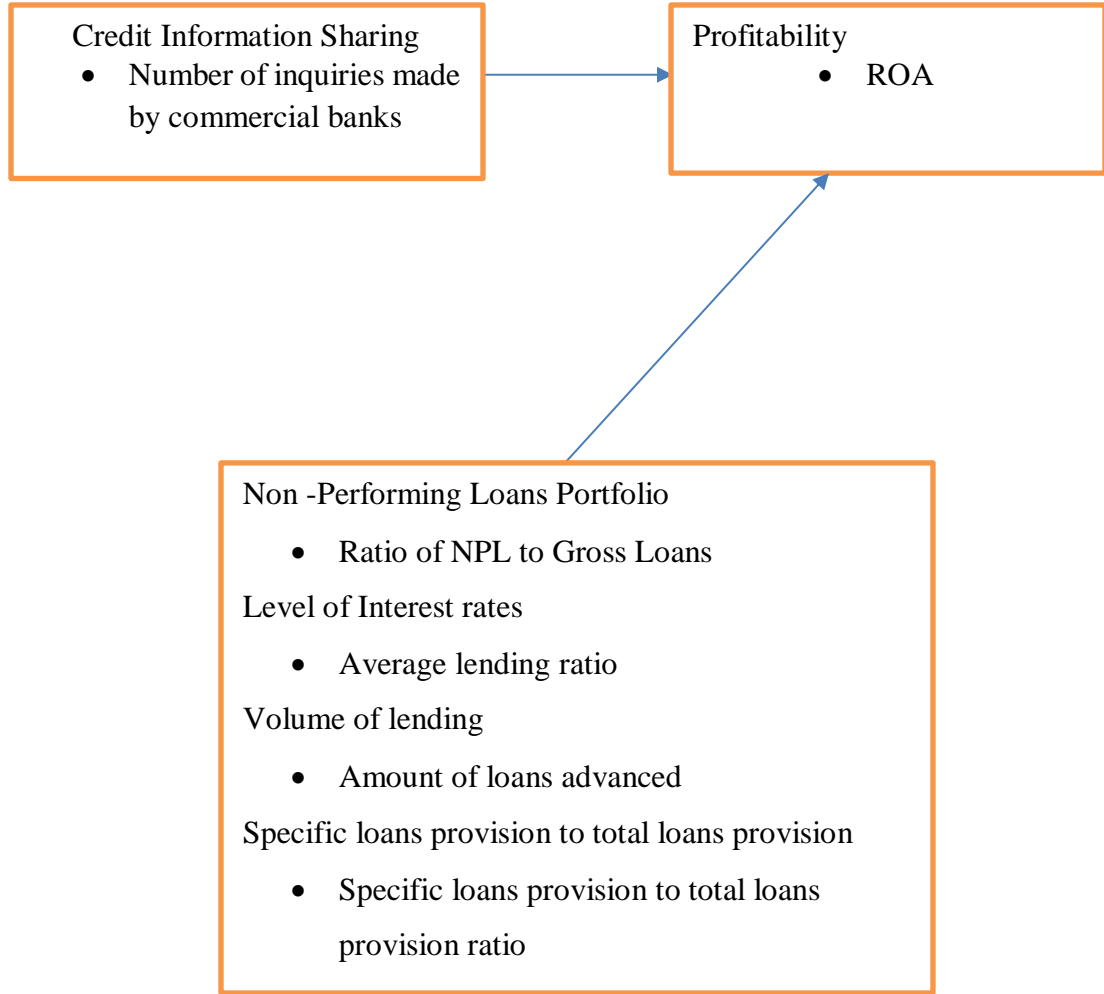 Credit Information Sharing
• Number of inquiries made
by commercial banks
Profitability
• ROA
Non -Performing Loans Portfolio
• Ratio of NPL to Gross Loans
Level of Interest rates
• Average lending ratio
Volume of lending
• Amount of loans advanced
Specific loans provision to total loans provision
• Specific loans provision to total loans
provision ratio